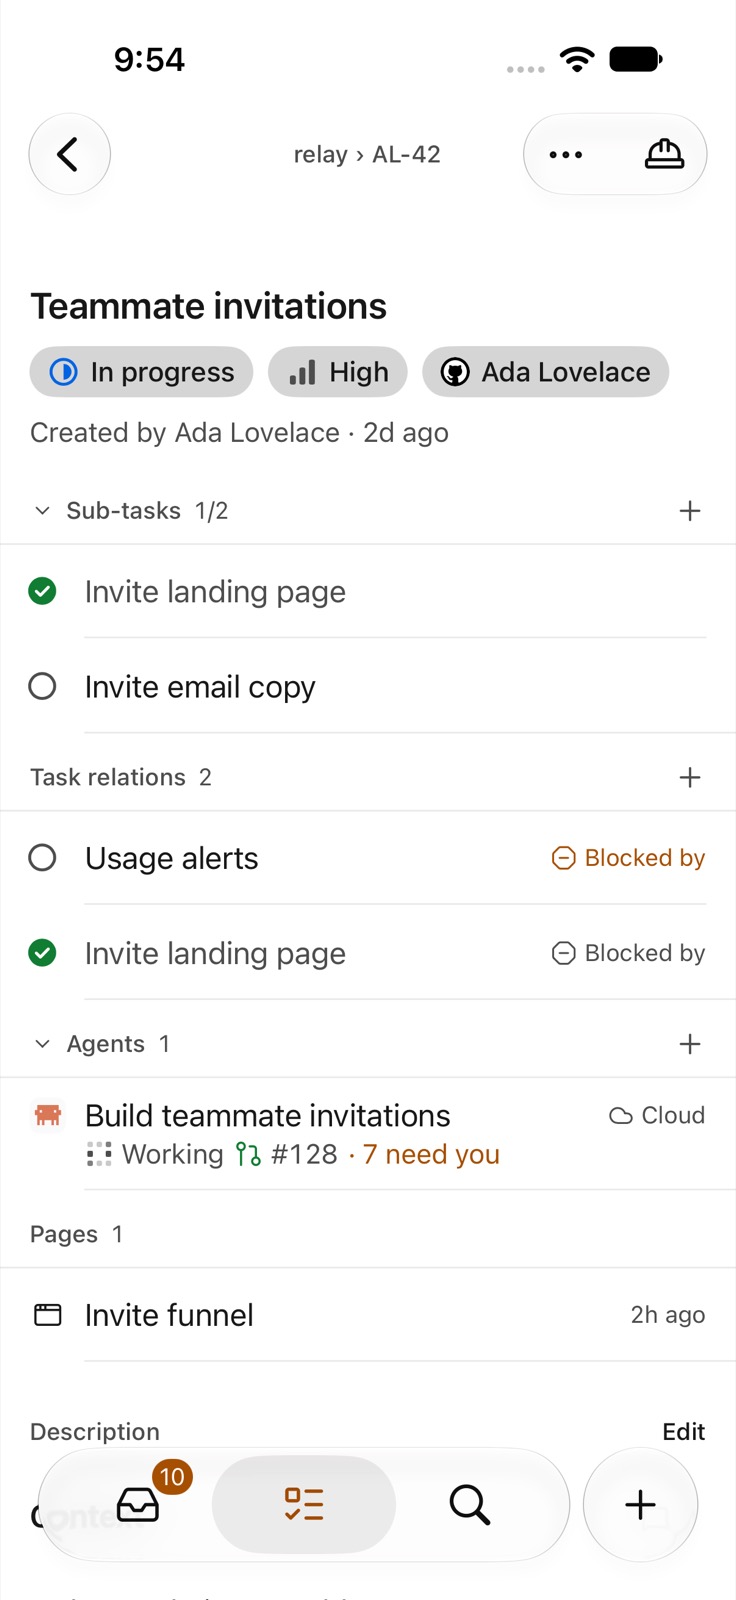 9:54
relay › AL-42
Teammate invitations
In progress
High
Ada Lovelace
Created by Ada Lovelace · 2d ago
Sub-tasks 1/2
Invite landing page
Invite email copy
Task relations 2
Usage alerts
Blocked by
Invite landing page
Blocked by
Agents 1
Build teammate invitations
Cloud
Working #128 · 7 need you
Pages 1
Invite funnel
2h ago
Description
Edit
10